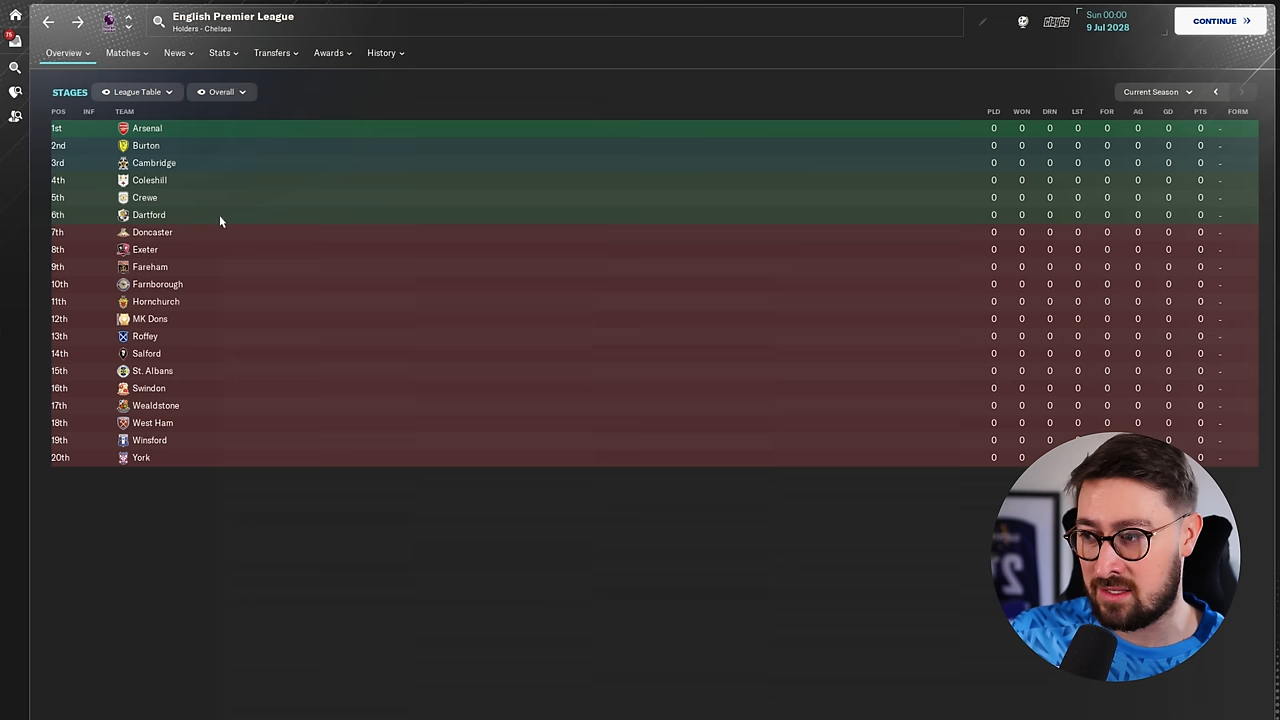 English Premier League
Holders - Chelsea
Sun 00:00
9 Jul 2028
CONTINUE
75
Overview Matches News Stats Transfers Awards History
STAGES League Table Overall Current Season
POS INF TEAM PLD WON DRN LST FOR AG GD PTS FORM
1st Arsenal 0 0 0 0 0 0 0 0 -
2nd Burton 0 0 0 0 0 0 0 0 -
3rd Cambridge 0 0 0 0 0 0 0 0 -
4th Coleshill 0 0 0 0 0 0 0 0 -
5th Crewe 0 0 0 0 0 0 0 0 -
6th Dartford 0 0 0 0 0 0 0 0 -
7th Doncaster 0 0 0 0 0 0 0 0 -
8th Exeter 0 0 0 0 0 0 0 0 -
9th Fareham 0 0 0 0 0 0 0 0 -
10th Farnborough 0 0 0 0 0 0 0 0 -
11th Hornchurch 0 0 0 0 0 0 0 0 -
12th MK Dons 0 0 0 0 0 0 0 0 -
13th Roffey 0 0 0 0 0 0 0 0 -
14th Salford 0 0 0 0 0 0 0 0 -
15th St. Albans 0 0 0 0 0 0 0 0 -
16th Swindon 0 0 0 0 0 0 0 0 -
17th Wealdstone 0 0 0 0 0 0 0 0 -
18th West Ham 0 0 0 0 0 0 0 0 -
19th Winsford 0 0 0 0 0 -
20th York 0 0 0 -